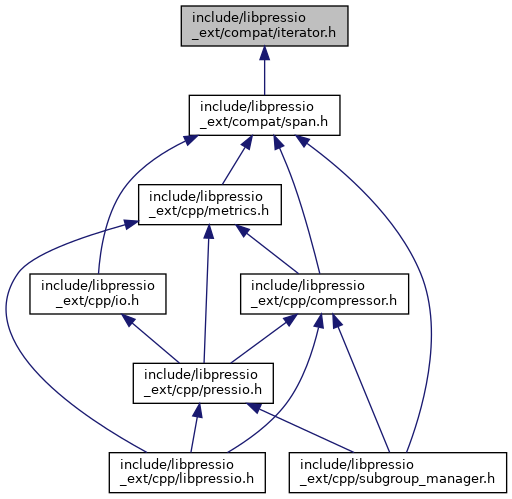 include/libpressio
_ext/compat/iterator.h
include/libpressio
_ext/compat/span.h
include/libpressio
_ext/cpp/metrics.h
include/libpressio
_ext/cpp/io.h
include/libpressio
_ext/cpp/compressor.h
include/libpressio
_ext/cpp/pressio.h
include/libpressio
_ext/cpp/libpressio.h
include/libpressio
_ext/cpp/subgroup_manager.h